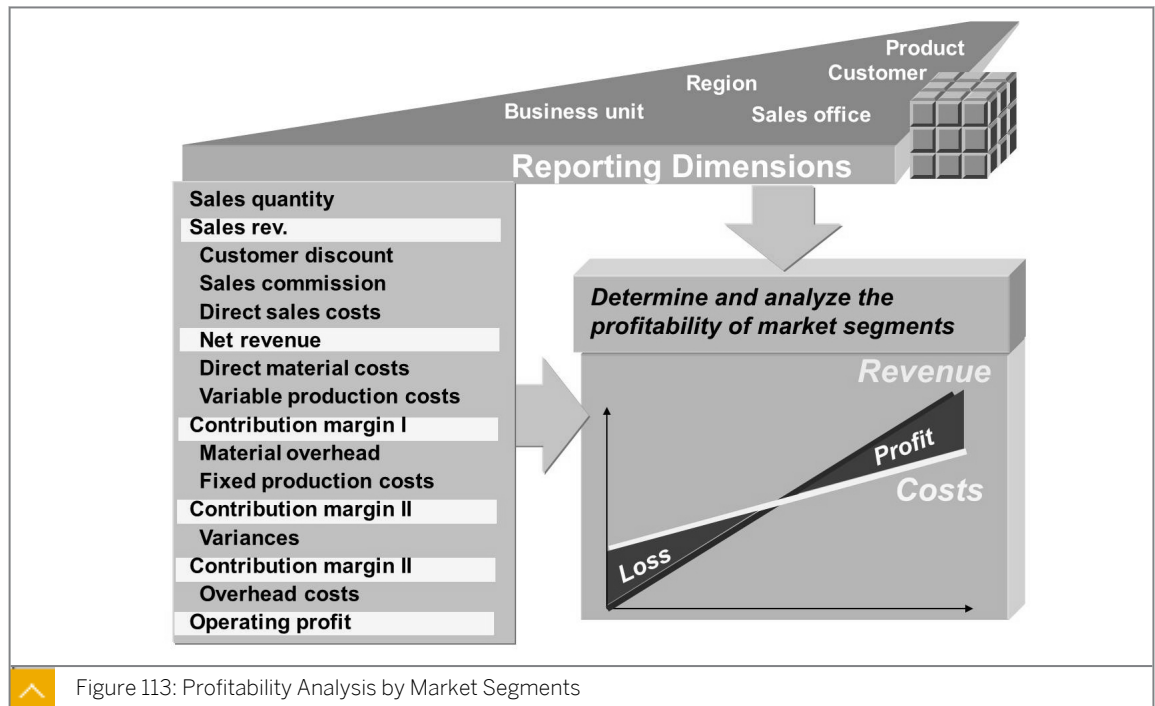 Product
Customer
Region
Business unit
Sales office
Reporting Dimensions
Sales quantity
Sales rev.
Customer discount
Sales commission
Direct sales costs
Net revenue
Direct material costs
Variable production costs
Contribution margin I
Material overhead
Fixed production costs
Contribution margin II
Variances
Contribution margin II
Overhead costs
Operating profit
Determine and analyze the
profitability of market segments
Revenue
Profit
Costs
Loss
Figure 113: Profitability Analysis by Market Segments